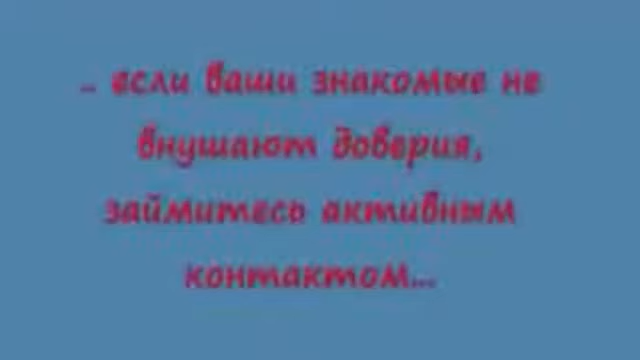 .. если ваши знакомые не
внушают доверия,
займитесь активным
контактом...